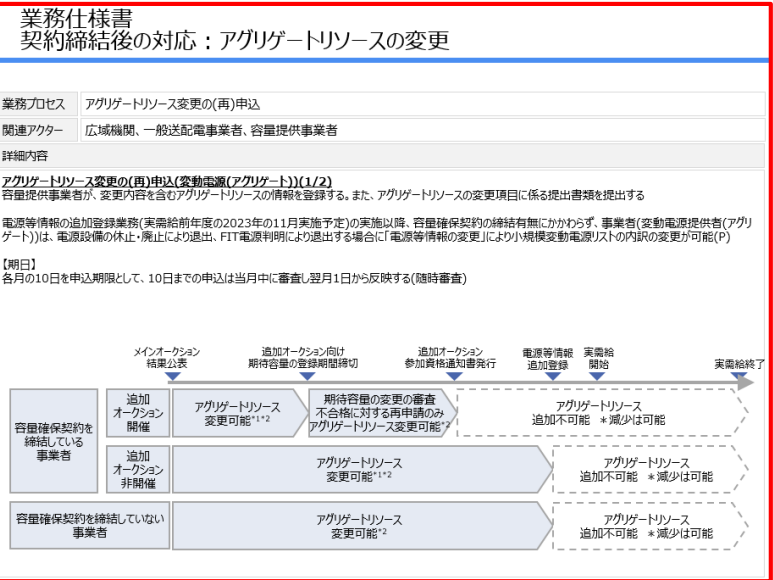 業務仕様書
契約締結後の対応：アグリゲートリソースの変更
業務プロセス
アグリゲートリソース変更の(再)申込
関連アクター
広域機関、一般送配電事業者、容量提供事業者
詳細内容
アグリゲートリソース変更の(再)申込(変動電源(アグリゲート))(1/2)
容量提供事業者が、変更内容を含むアグリゲートリソースの情報を登録する。また、アグリゲートリソースの変更項目に係る提出書類を提出する
電源等情報の追加登録業務(実需給前年度の2023年の11月実施予定)の実施以降、容量確保契約の締結有無にかかわらず、事業者(変動電源提供者(アグリ
ゲート))は、電源設備の休止・廃止により退出、FIT電源判明により退出する場合に「電源等情報の変更」により小規模変動電源リストの内訳の変更が可能(P)
【期日】
各月の10日を申込期限として、10日までの申込は当月中に審査し翌月1日から反映する(随時審査)
メインオークション
結果公表
追加オークション向け
期待容量の登録期間締切
追加オークション
参加資格通知書発行
電源等情報
追加登録
実需給
開始
実需給終了
容量確保契約を
締結している
事業者
追加
オークション
開催
アグリゲートリソース
変更可能*1*2
期待容量の変更の審査
不合格に対する再申請のみ
アグリゲートリソース変更可能*2
アグリゲートリソース
追加不可能　＊減少は可能
追加
オークション
非開催
アグリゲートリソース
変更可能*1*2
アグリゲートリソース
追加不可能　＊減少は可能
容量確保契約を締結していない
事業者
アグリゲートリソース
変更可能*2
アグリゲートリソース
追加不可能　＊減少は可能